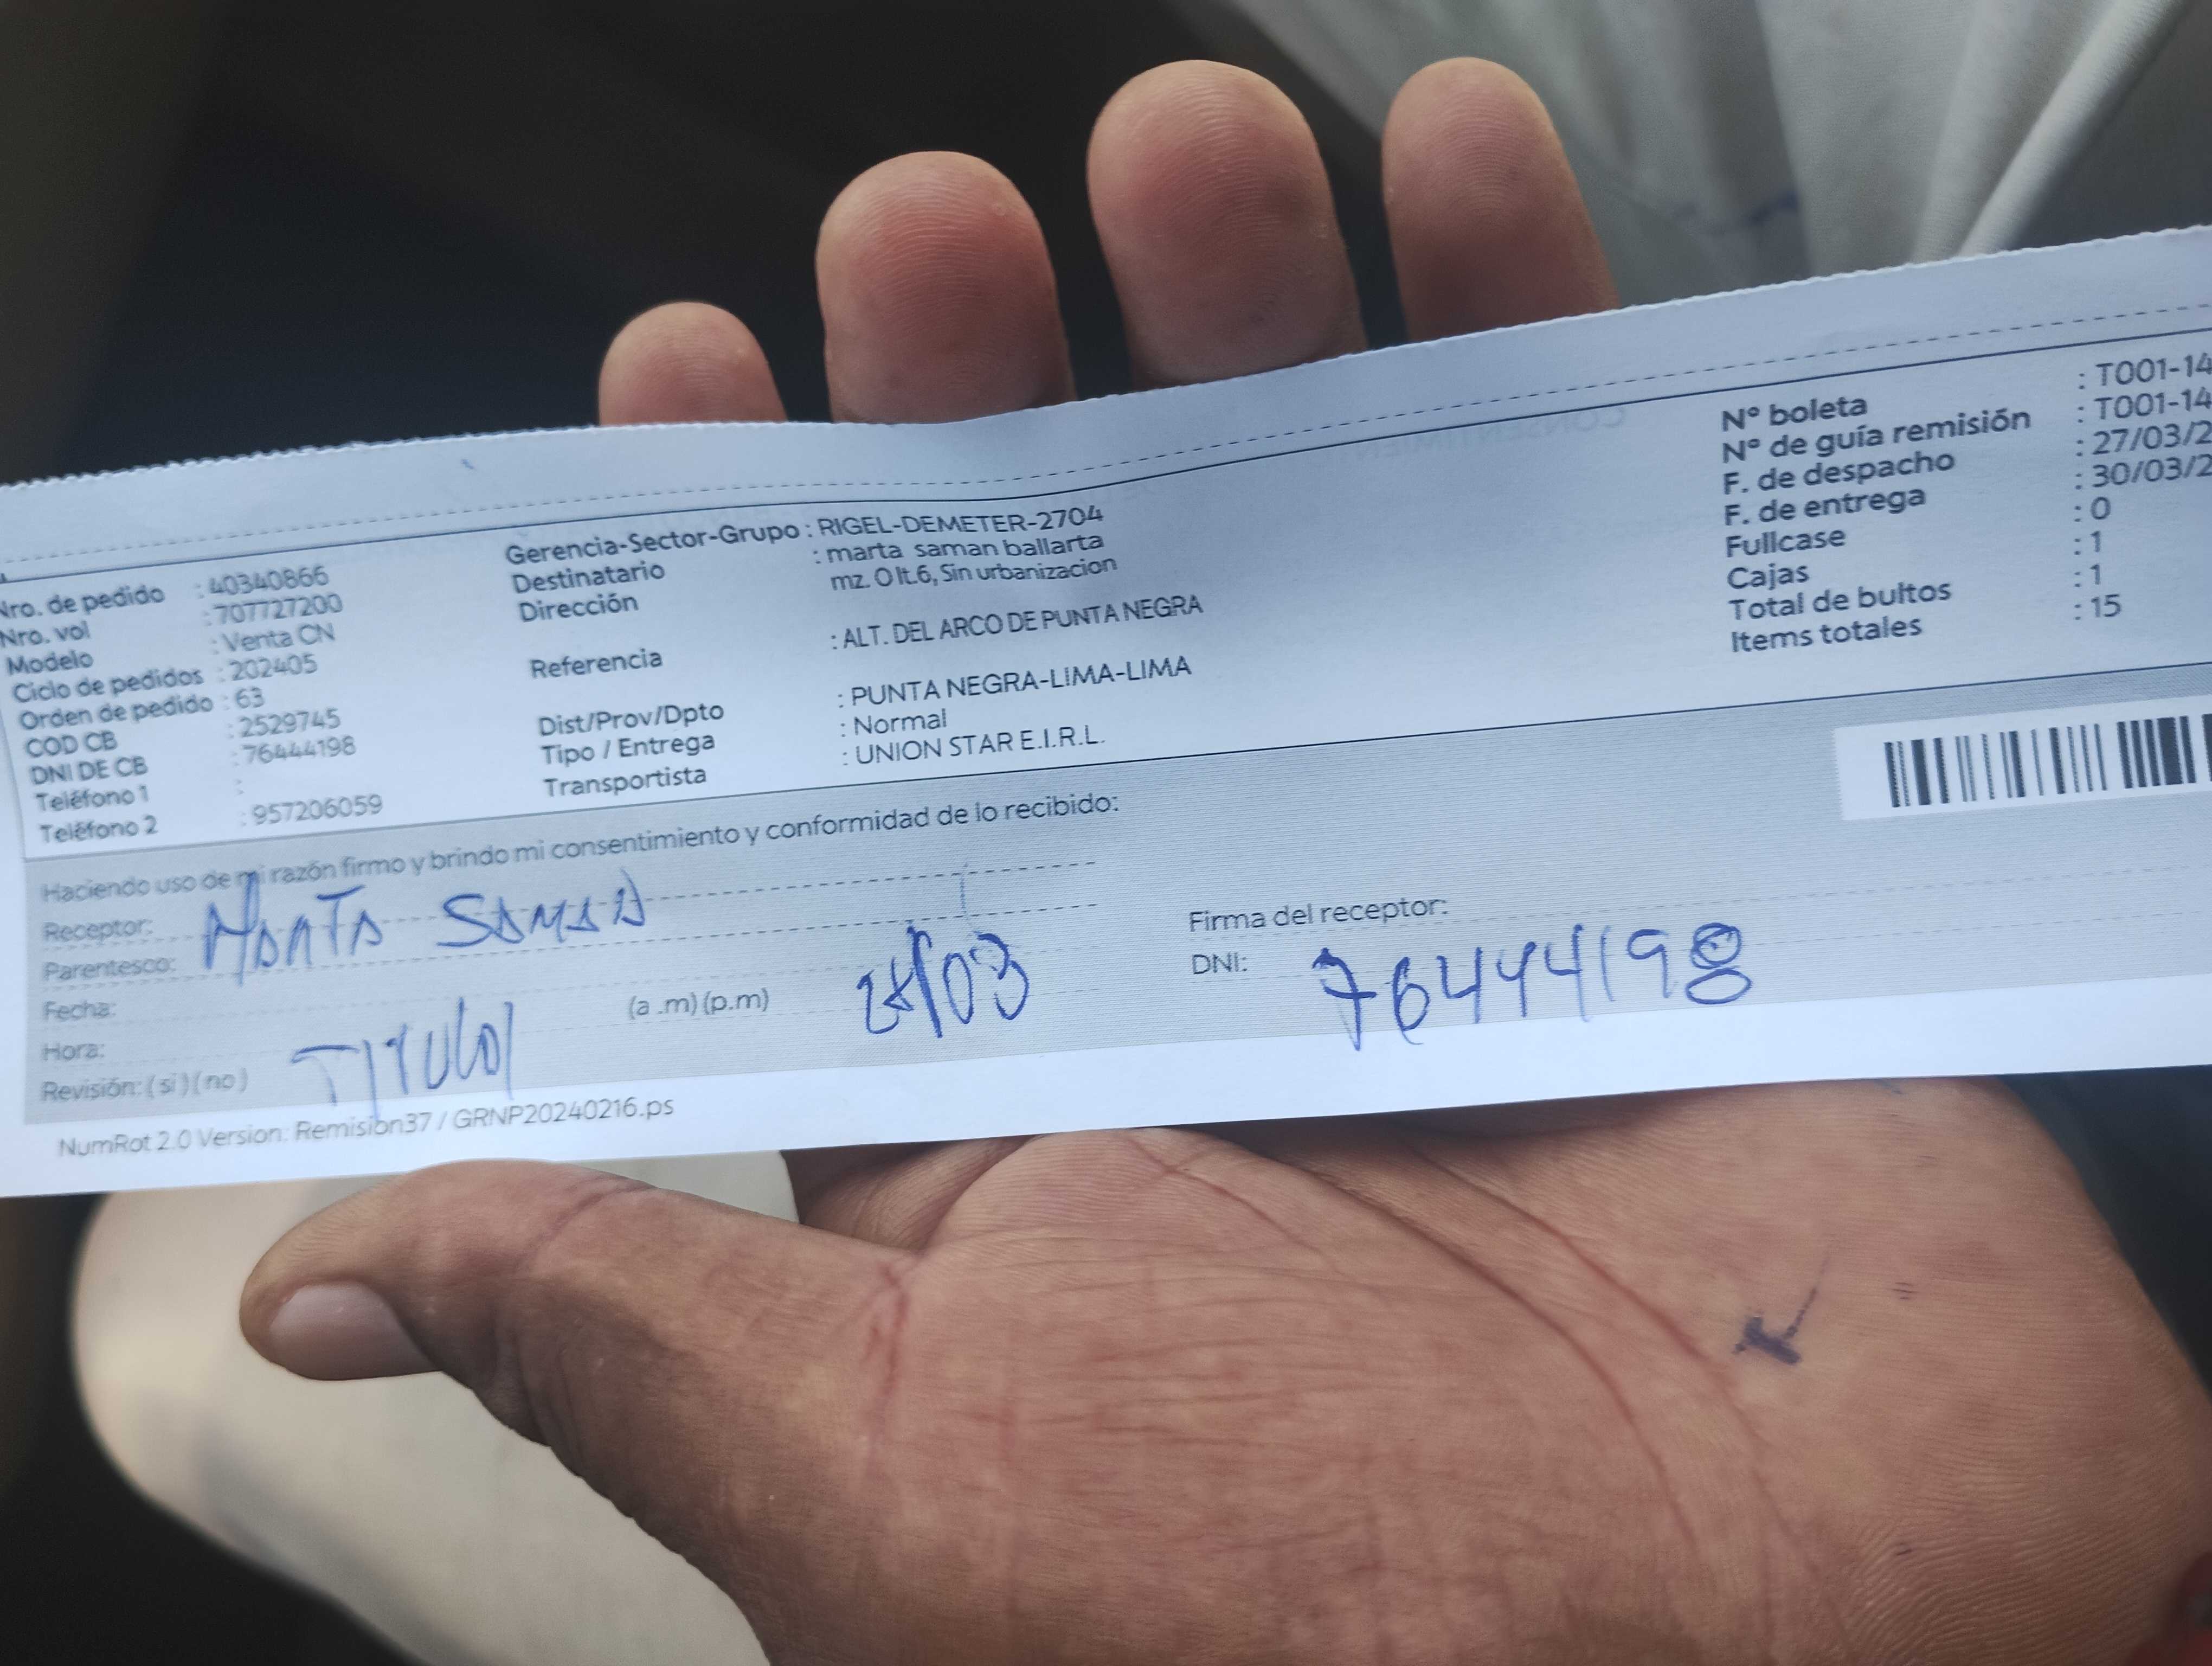 Nro. de pedido : 40340866
Nro. vol : 707727200
Modelo : Venta CN
Ciclo de pedidos : 202405
Orden de pedido : 63
COD CB : 2529745
DNI DE CB : 76444198
Teléfono 1 :
Teléfono 2 : 957206059
Gerencia-Sector-Grupo : RIGEL-DEMETER-2704
Destinatario : marta saman ballarta
Dirección mz. O lt.6, Sin urbanizacion
Referencia : ALT. DEL ARCO DE PUNTA NEGRA
Dist/Prov/Dpto : PUNTA NEGRA-LIMA-LIMA
Tipo / Entrega : Normal
Transportista : UNION STAR E.I.R.L.
N° boleta : T001-14
N° de guía remisión : T001-14
F. de despacho : 27/03/2
F. de entrega : 30/03/2
Fullcase : 0
Cajas : 1
Total de bultos : 1
Items totales : 15
Haciendo uso de mi razón firmo y brindo mi consentimiento y conformidad de lo recibido:
Receptor: MARTA SAMAN
Parentesco:
Fecha:
Hora: (a .m) (p.m) 28/03
Revisión: ( si ) ( no ) TITULAR
Firma del receptor:
DNI: 76444198
NumRot 2.0 Version: Remision37 / GRNP20240216.ps